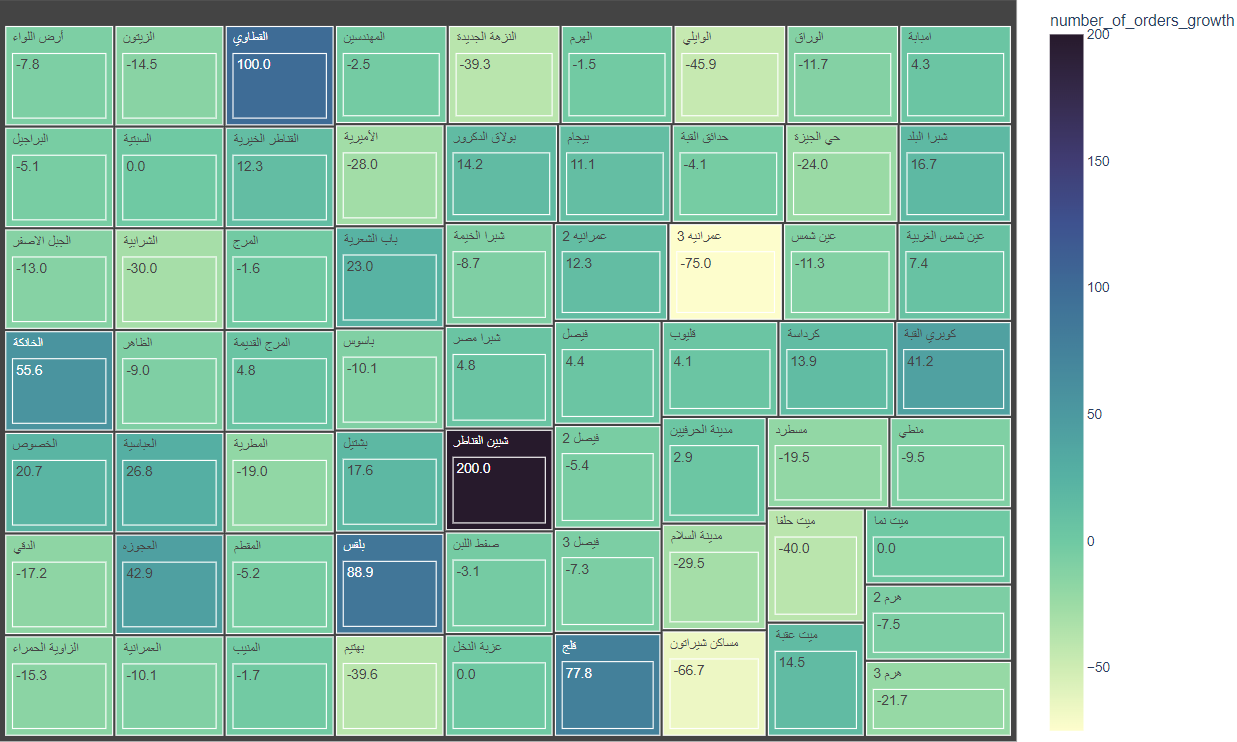 number_of_orders_growth
أرض اللواء
-7.8
الزيتون
-14.5
القطاوي
100.0
المهندسين
-2.5
النزهة الجديدة
-39.3
الهرم
-1.5
الوايلي
-45.9
الوراق
-11.7
امبابة
4.3
البراجيل
-5.1
السبتية
0.0
القناطر الخيرية
12.3
الأميرية
-28.0
بولاق الدكرور
14.2
بيجام
11.1
حدائق القبة
-4.1
حي الجيزة
-24.0
شبرا البلد
16.7
الجبل الاصفر
-13.0
الشرابية
-30.0
المرج
-1.6
باب الشعرية
23.0
شبرا الخيمة
-8.7
عمرانيه 2
12.3
عمرانيه 3
-75.0
عين شمس
-11.3
عين شمس الغربية
7.4
الخانكة
55.6
الظاهر
-9.0
المرج القديمة
4.8
باسوس
-10.1
شبرا مصر
4.8
فيصل
4.4
قليوب
4.1
كرداسة
13.9
كوبري القبة
41.2
الخصوص
20.7
العباسية
26.8
المطرية
-19.0
بشتيل
17.6
شبين القناطر
200.0
فيصل 2
-5.4
مدينة الحرفيين
2.9
مسطرد
-19.5
منطي
-9.5
الدقي
-17.2
العجوزه
42.9
المقطم
-5.2
بلقس
88.9
صفط اللبن
-3.1
فيصل 3
-7.3
مدينة السلام
-29.5
ميت حلفا
-40.0
ميت نما
0.0
هرم 2
-7.5
الزاوية الحمراء
-15.3
العمرانية
-10.1
المنيب
-1.7
بهتيم
-39.6
عزبة النخل
0.0
قلج
77.8
مساكن شيراتون
-66.7
ميت عقبة
14.5
هرم 3
-21.7
200
150
100
50
0
−50